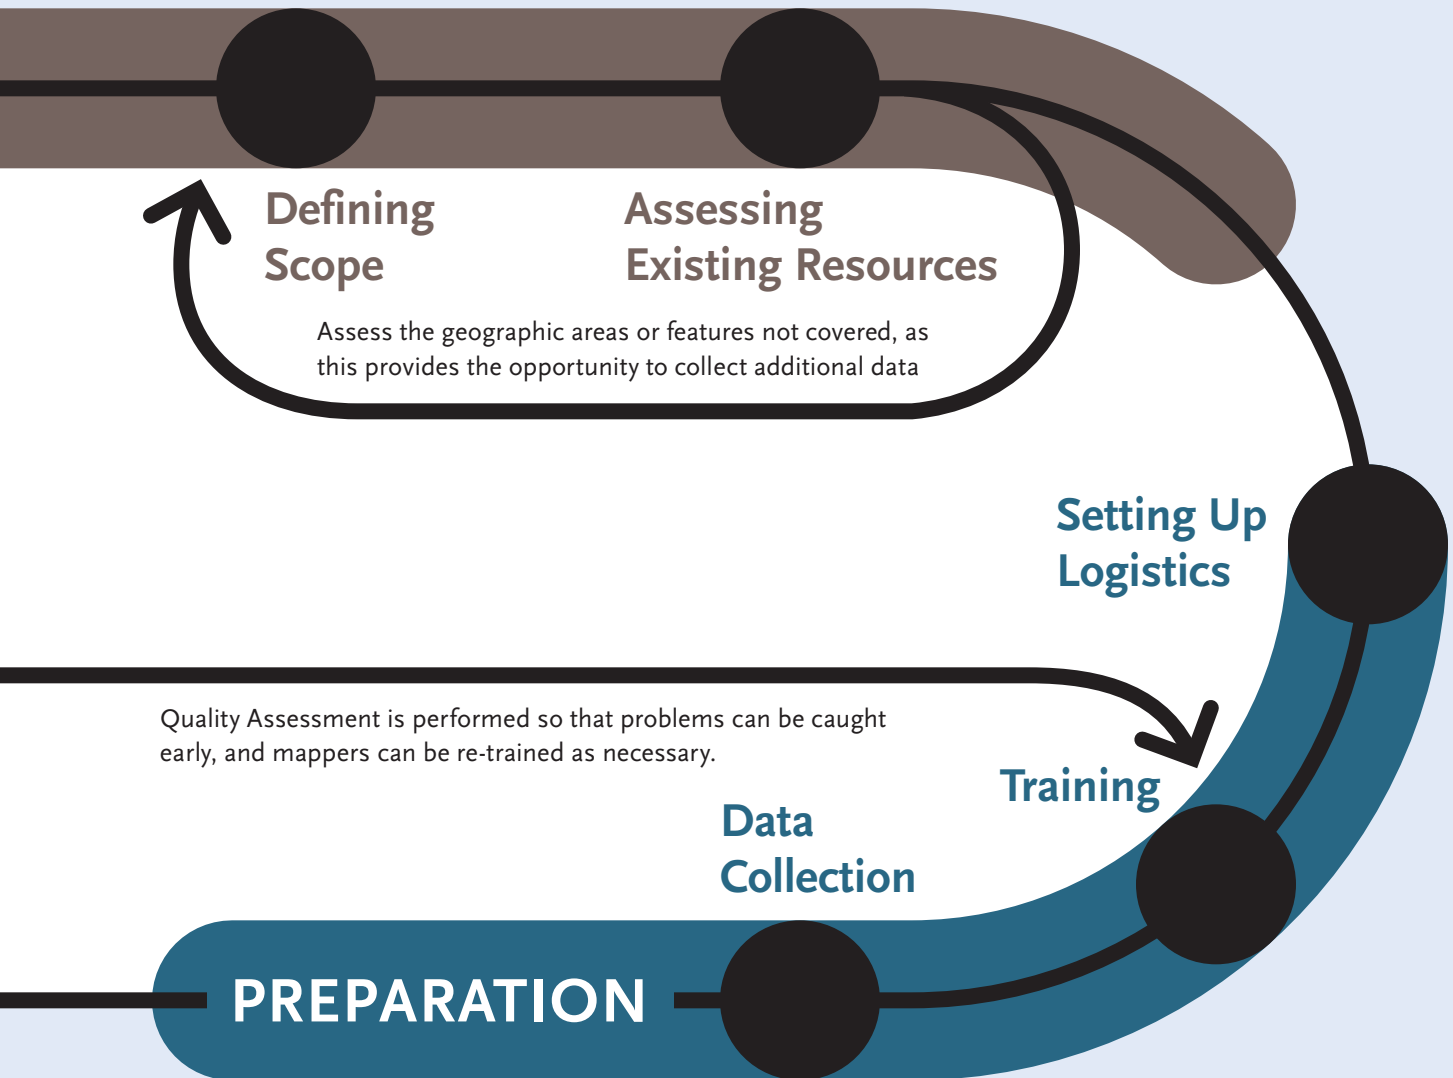 Defining
Scope
Assessing
Existing Resources
Assess the geographic areas or features not covered, as
this provides the opportunity to collect additional data
Setting Up
Logistics
Quality Assessment is performed so that problems can be caught
early, and mappers can be re-trained as necessary.
Training
Data
Collection
PREPARATION